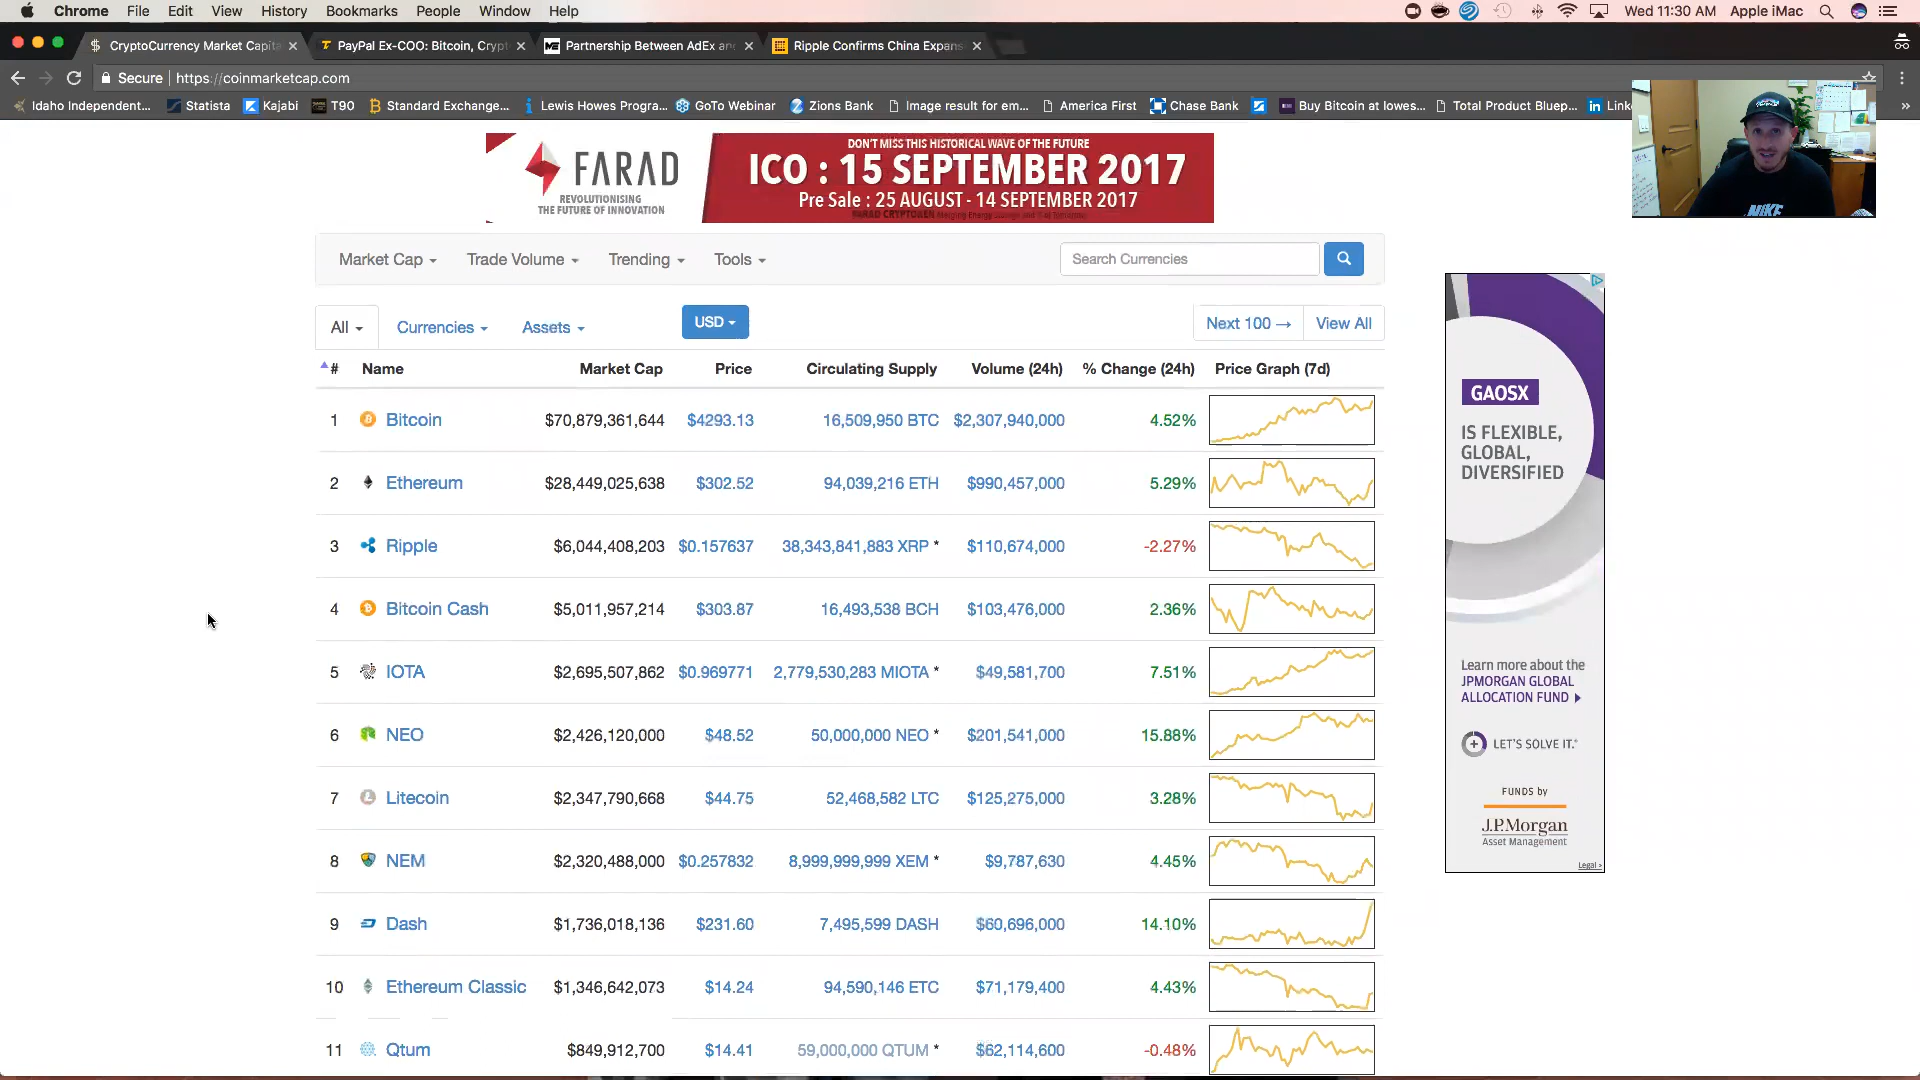 Chrome File Edit View History Bookmarks People Window Help Wed 11:30 AM Apple iMac
$ CryptoCurrency Market Capita × PayPal Ex-COO: Bitcoin, Crypt × Partnership Between AdEx an × Ripple Confirms China Expans ×
Secure | https://coinmarketcap.com
Idaho Independent... Statista Kajabi T90 Standard Exchange... Lewis Howes Progra... GoTo Webinar Zions Bank Image result for em... America First Chase Bank Buy Bitcoin at lowes... Total Product Bluep... Link »
DON'T MISS THIS HISTORICAL WAVE OF THE FUTURE
FARAD ICO : 15 SEPTEMBER 2017
REVOLUTIONISING
THE FUTURE OF INNOVATION
Pre Sale : 25 AUGUST - 14 SEPTEMBER 2017
NIKE
Market Cap Trade Volume Trending Tools Search Currencies
All Currencies Assets USD Next 100 → View All
# Name Market Cap Price Circulating Supply Volume (24h) % Change (24h) Price Graph (7d)
1 Bitcoin $70,879,361,644 $4293.13 16,509,950 BTC $2,307,940,000 4.52%
2 Ethereum $28,449,025,638 $302.52 94,039,216 ETH $990,457,000 5.29%
3 Ripple $6,044,408,203 $0.157637 38,343,841,883 XRP * $110,674,000 -2.27%
4 Bitcoin Cash $5,011,957,214 $303.87 16,493,538 BCH $103,476,000 2.36%
5 IOTA $2,695,507,862 $0.969771 2,779,530,283 MIOTA * $49,581,700 7.51%
6 NEO $2,426,120,000 $48.52 50,000,000 NEO * $201,541,000 15.88%
7 Litecoin $2,347,790,668 $44.75 52,468,582 LTC $125,275,000 3.28%
8 NEM $2,320,488,000 $0.257832 8,999,999,999 XEM * $9,787,630 4.45%
9 Dash $1,736,018,136 $231.60 7,495,599 DASH $60,696,000 14.10%
10 Ethereum Classic $1,346,642,073 $14.24 94,590,146 ETC $71,179,400 4.43%
11 Qtum $849,912,700 $14.41 59,000,000 QTUM * $62,114,600 -0.48%
GAOSX
IS FLEXIBLE,
GLOBAL,
DIVERSIFIED
Learn more about the
JPMORGAN GLOBAL
ALLOCATION FUND
LET'S SOLVE IT.
FUNDS by
J.P.Morgan
Asset Management
Legal >